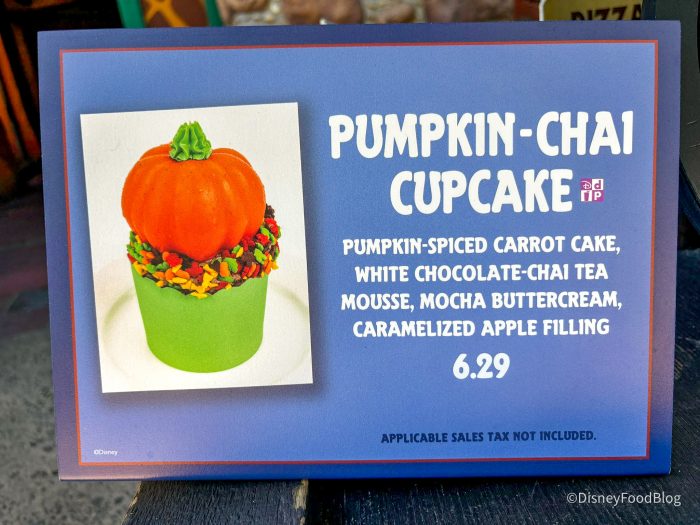 PIZZA
PUMPKIN-CHAI
CUPCAKE
PUMPKIN-SPICED CARROT CAKE,
WHITE CHOCOLATE-CHAI TEA
MOUSSE, MOCHA BUTTERCREAM,
CARAMELIZED APPLE FILLING
6.29
APPLICABLE SALES TAX NOT INCLUDED.
©Disney
©DisneyFoodBlog